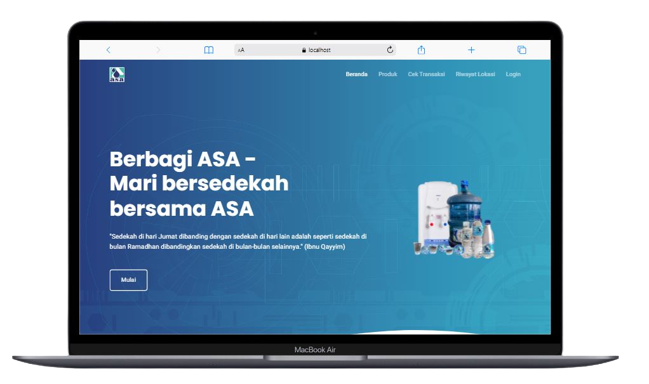 AA
localhost
asa
Beranda Produk Cek Transaksi Riwayat Lokasi Login
Berbagi ASA –
Mari bersedekah
bersama ASA
"Sedekah di hari Jumat dibanding dengan sedekah di hari lain adalah seperti sedekah di
bulan Ramadhan dibandingkan sedekah di bulan-bulan selainnya." (Ibnu Qayyim)
Mulai
MacBook Air